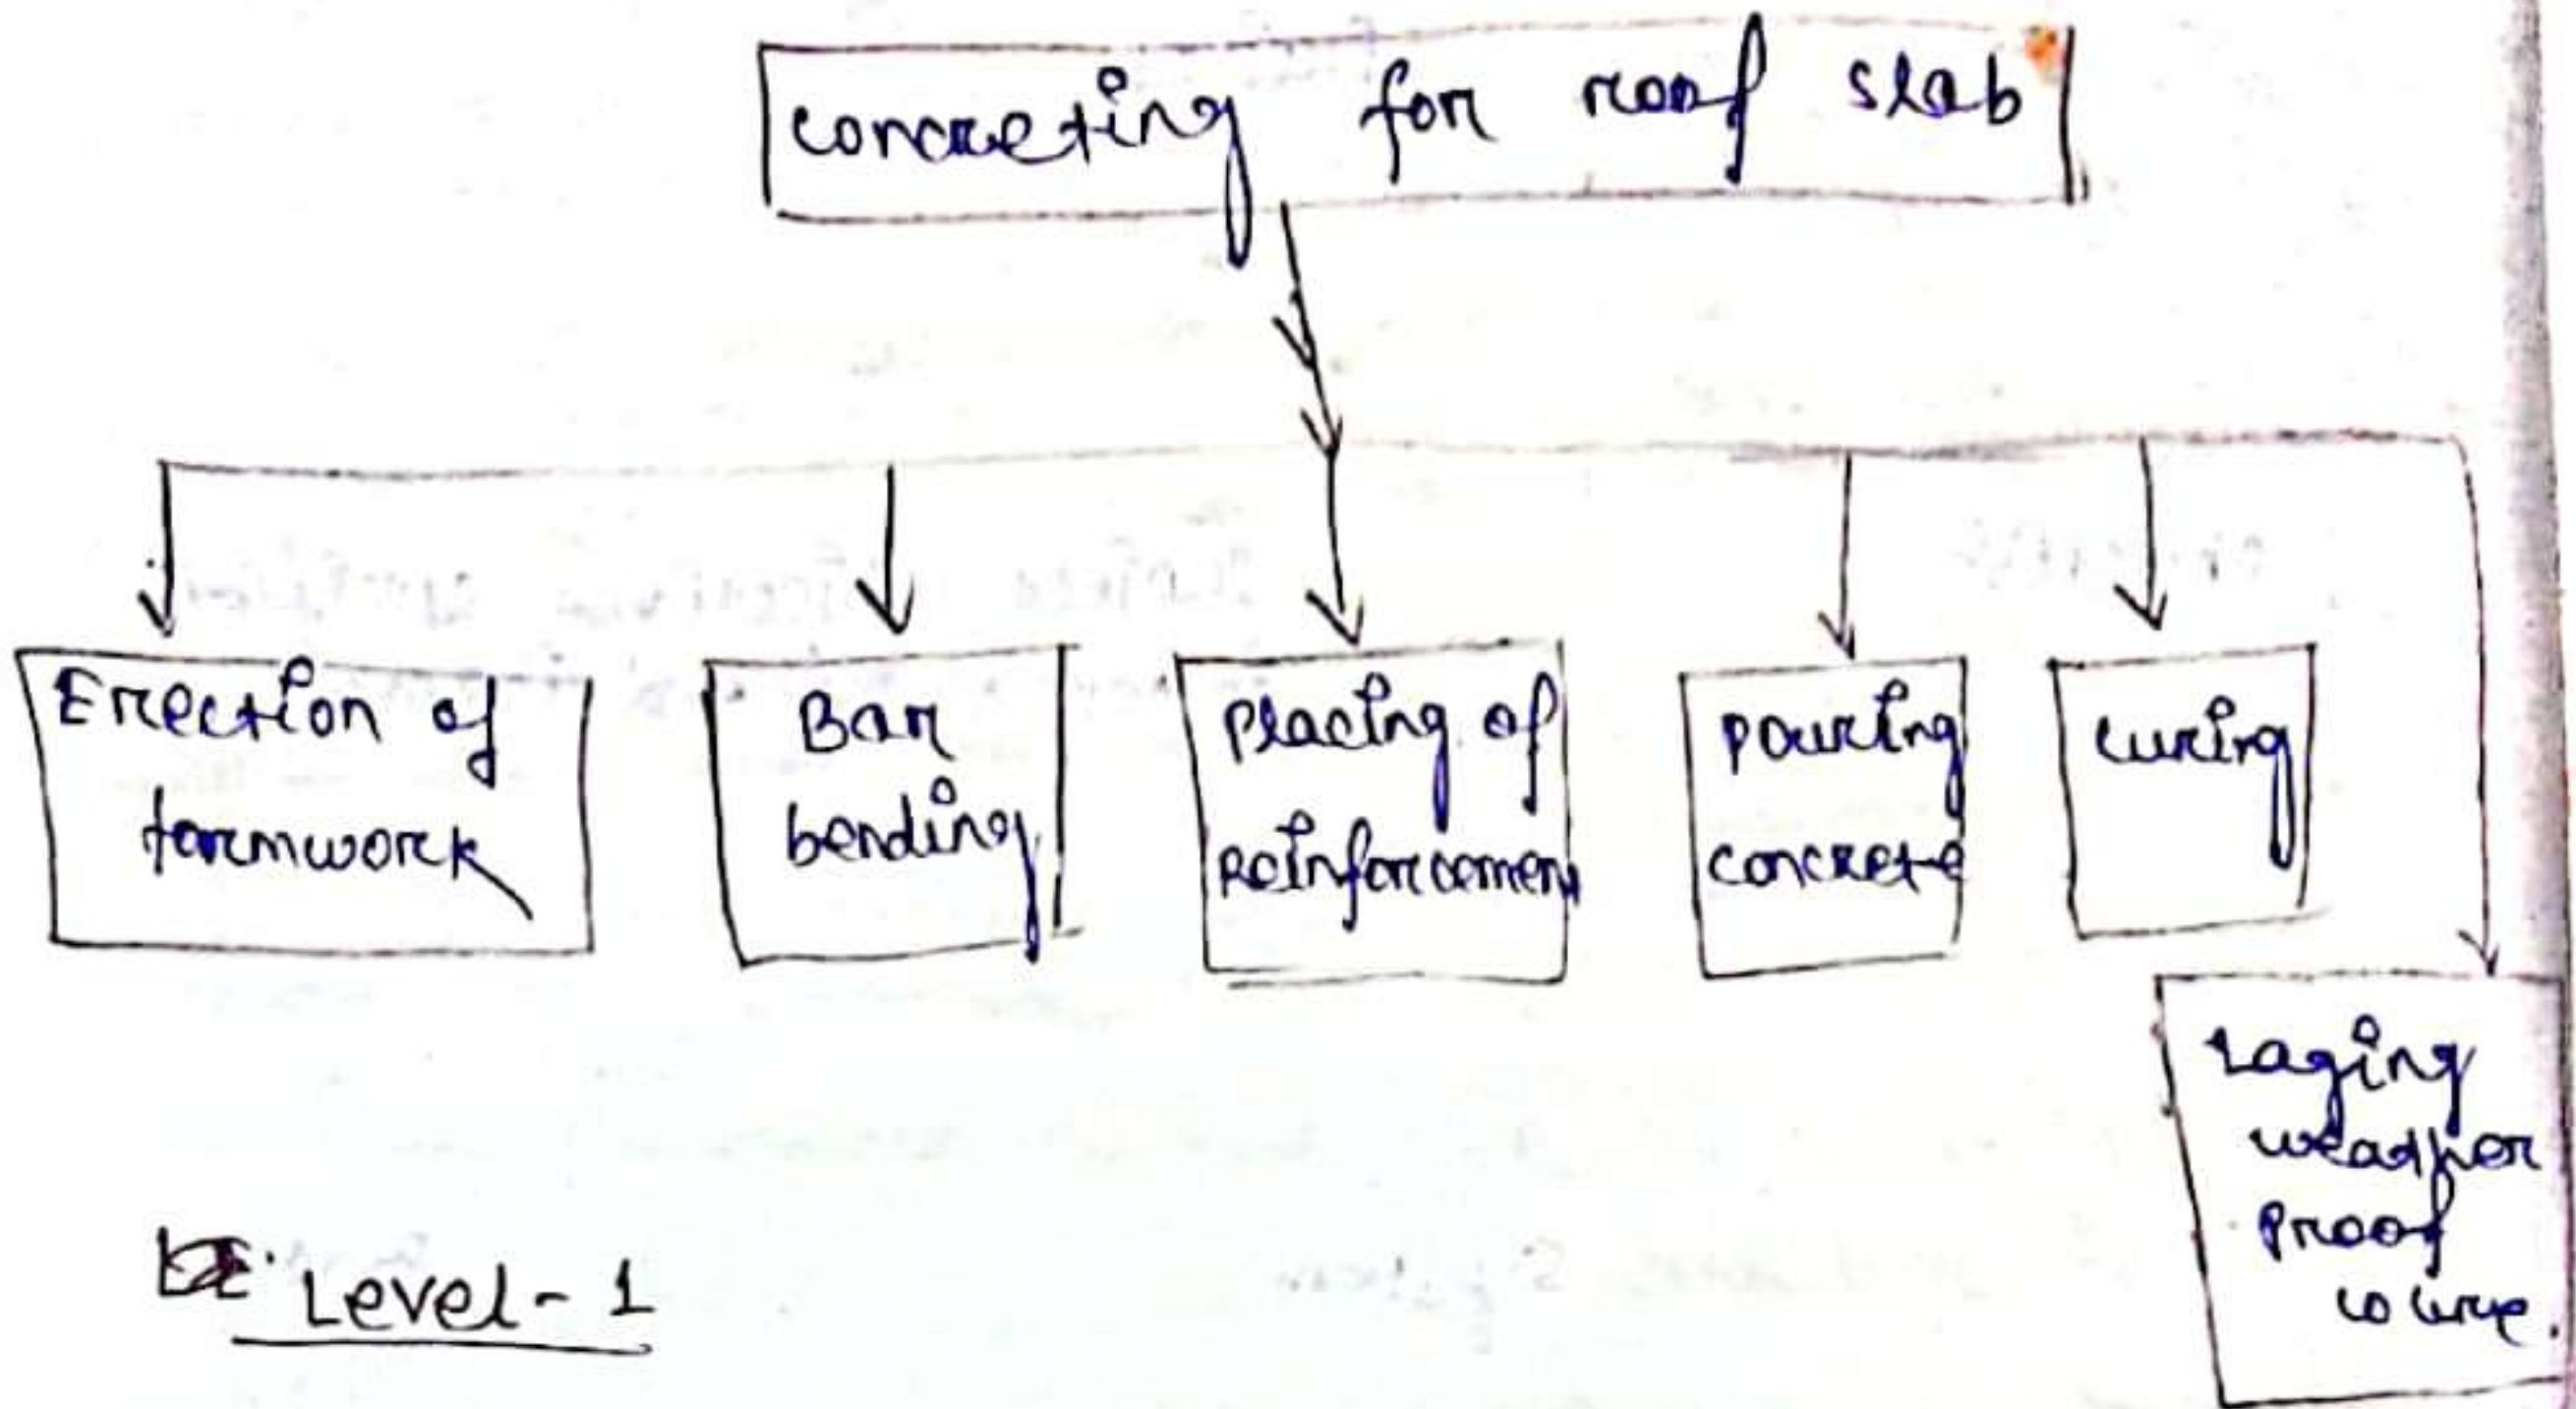 concreting for roof slab
Erection of
formwork
Bar
bending
placing of
Reinforcement
pouring
concrete
curing
Laying
weather
proof
course.
Level - 1